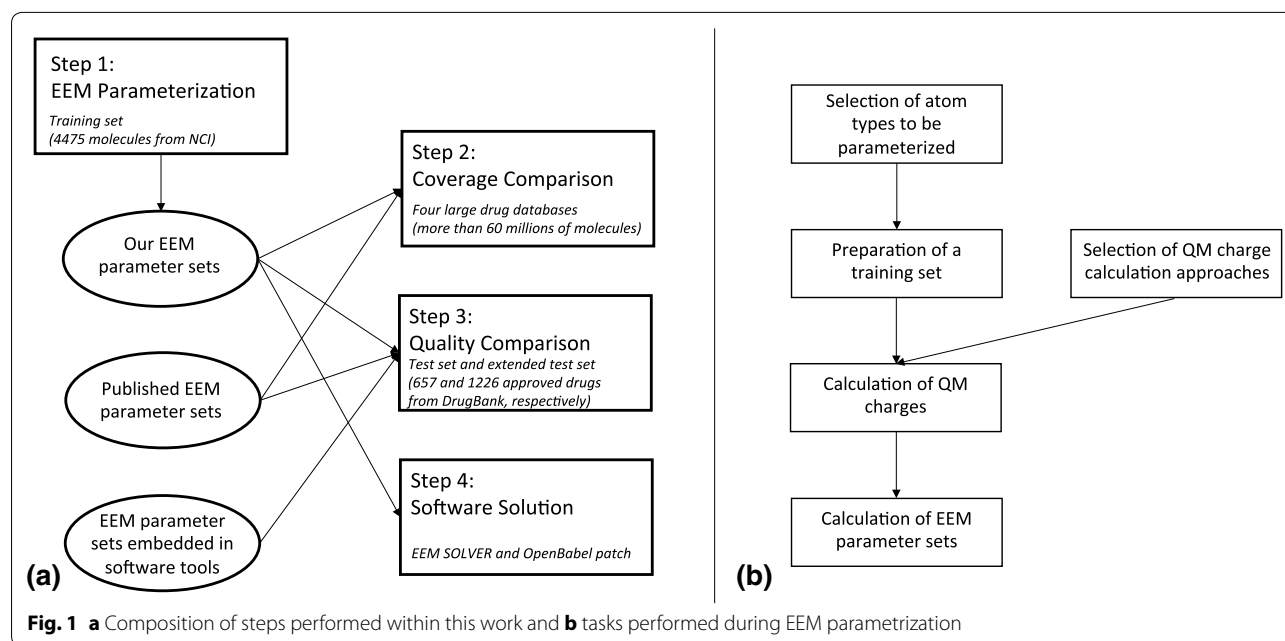 Step 1:
EEM Parameterization
Training set
(4475 molecules from NCI)
Our EEM
parameter sets
Published EEM
parameter sets
EEM parameter
sets embedded in
software tools
Step 2:
Coverage Comparison
Four large drug databases
(more than 60 millions of molecules)
Step 3:
Quality Comparison
Test set and extended test set
(657 and 1226 approved drugs
from DrugBank, respectively)
Step 4:
Software Solution
EEM SOLVER and OpenBabel patch
(a)
Selection of atom
types to be
parameterized
Preparation of a
training set
Selection of QM charge
calculation approaches
Calculation of QM
charges
Calculation of EEM
parameter sets
(b)
Fig. 1 a Composition of steps performed within this work and b tasks performed during EEM parametrization